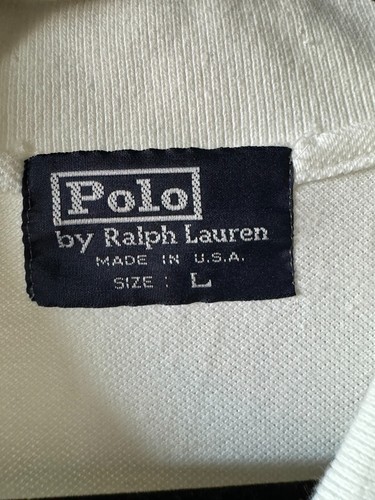 Polo
by Ralph Lauren
MADE IN U.S.A.
SIZE : L